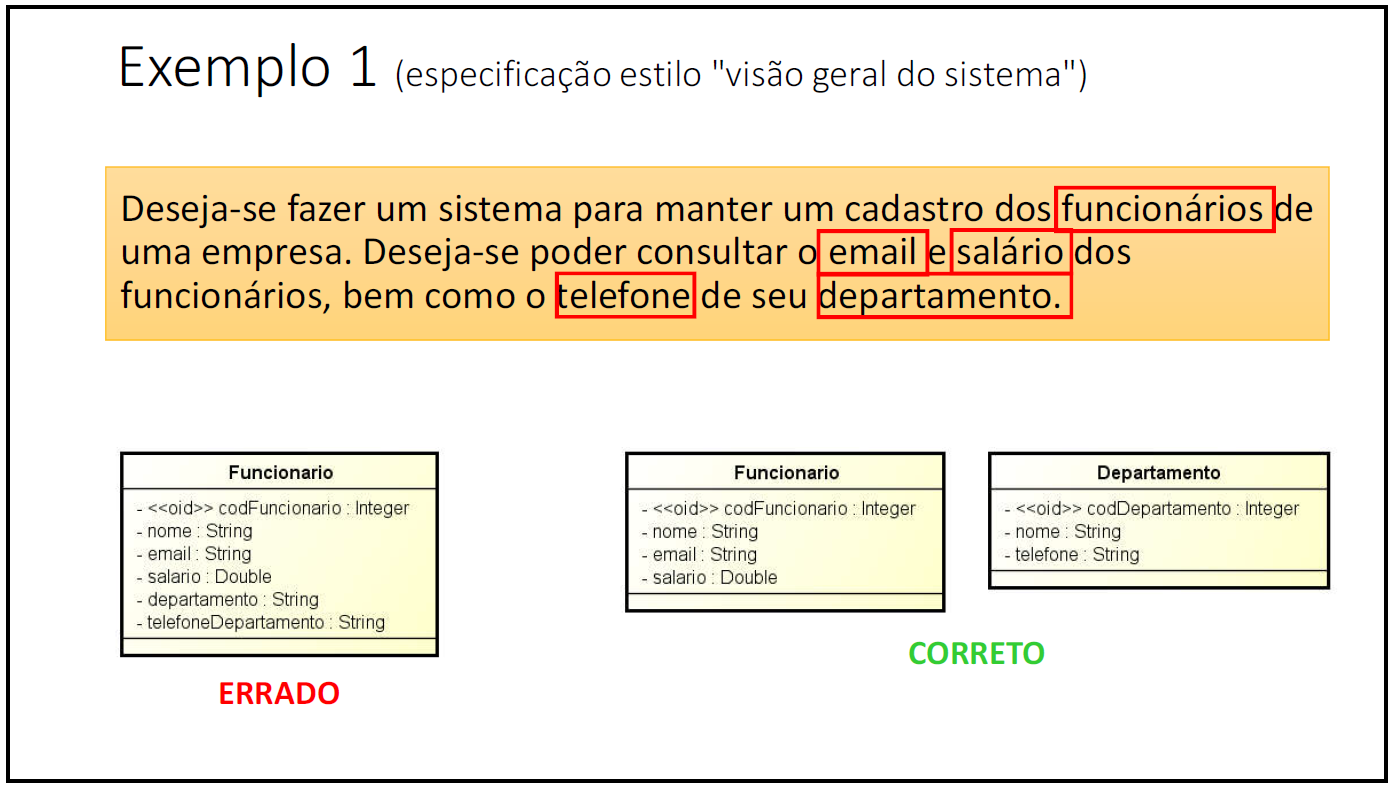 Exemplo 1 (especificação estilo "visão geral do sistema")
Deseja-se fazer um sistema para manter um cadastro dos funcionários de
uma empresa. Deseja-se poder consultar o email e salário dos
funcionários, bem como o telefone de seu departamento.
Funcionario
- <<oid>> codFuncionario : Integer
- nome : String
- email : String
- salario : Double
- departamento : String
- telefoneDepartamento : String
ERRADO
Funcionario
- <<oid>> codFuncionario : Integer
- nome : String
- email : String
- salario : Double
Departamento
- <<oid>> codDepartamento : Integer
- nome : String
- telefone : String
CORRETO